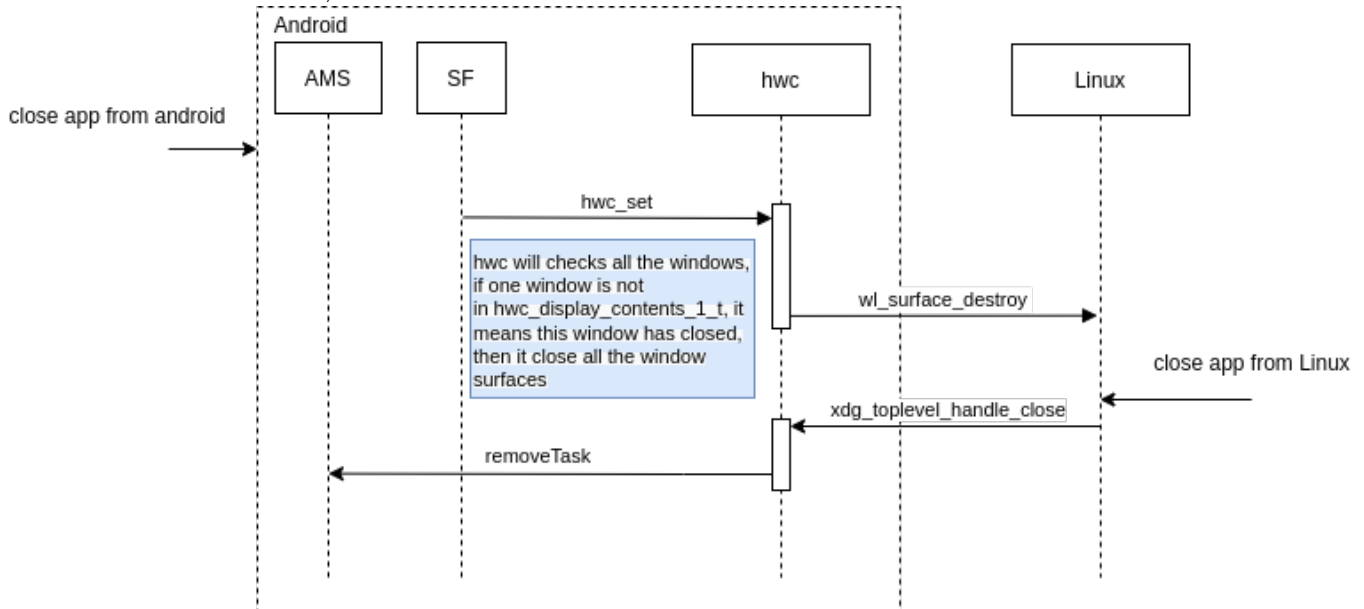 Android
AMS
SF
hwc
Linux
close app from android
hwc_set
hwc will checks all the windows,
if one window is not
in hwc_display_contents_1_t, it
means this window has closed,
then it close all the window
surfaces
wl_surface_destroy
close app from Linux
xdg_toplevel_handle_close
removeTask